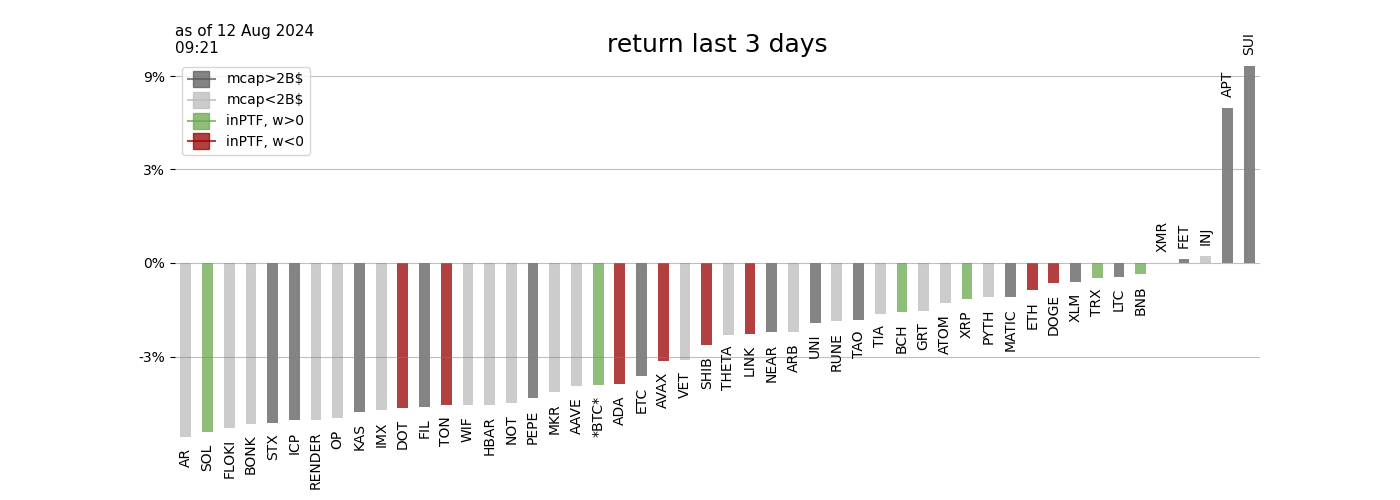 as of 12 Aug 2024
09:21
return last 3 days
mcap>2B$
mcap<2B$
inPTF, w>0
inPTF, w<0
9%
3%
0%
-3%
AR
SOL
FLOKI
BONK
STX
ICP
RENDER
OP
KAS
IMX
DOT
FIL
TON
WIF
HBAR
NOT
PEPE
MKR
AAVE
*BTC*
ADA
ETC
AVAX
VET
SHIB
THETA
LINK
NEAR
ARB
UNI
RUNE
TAO
TIA
BCH
GRT
ATOM
XRP
PYTH
MATIC
ETH
DOGE
XLM
TRX
LTC
BNB
XMR
FET
INJ
APT
SUI